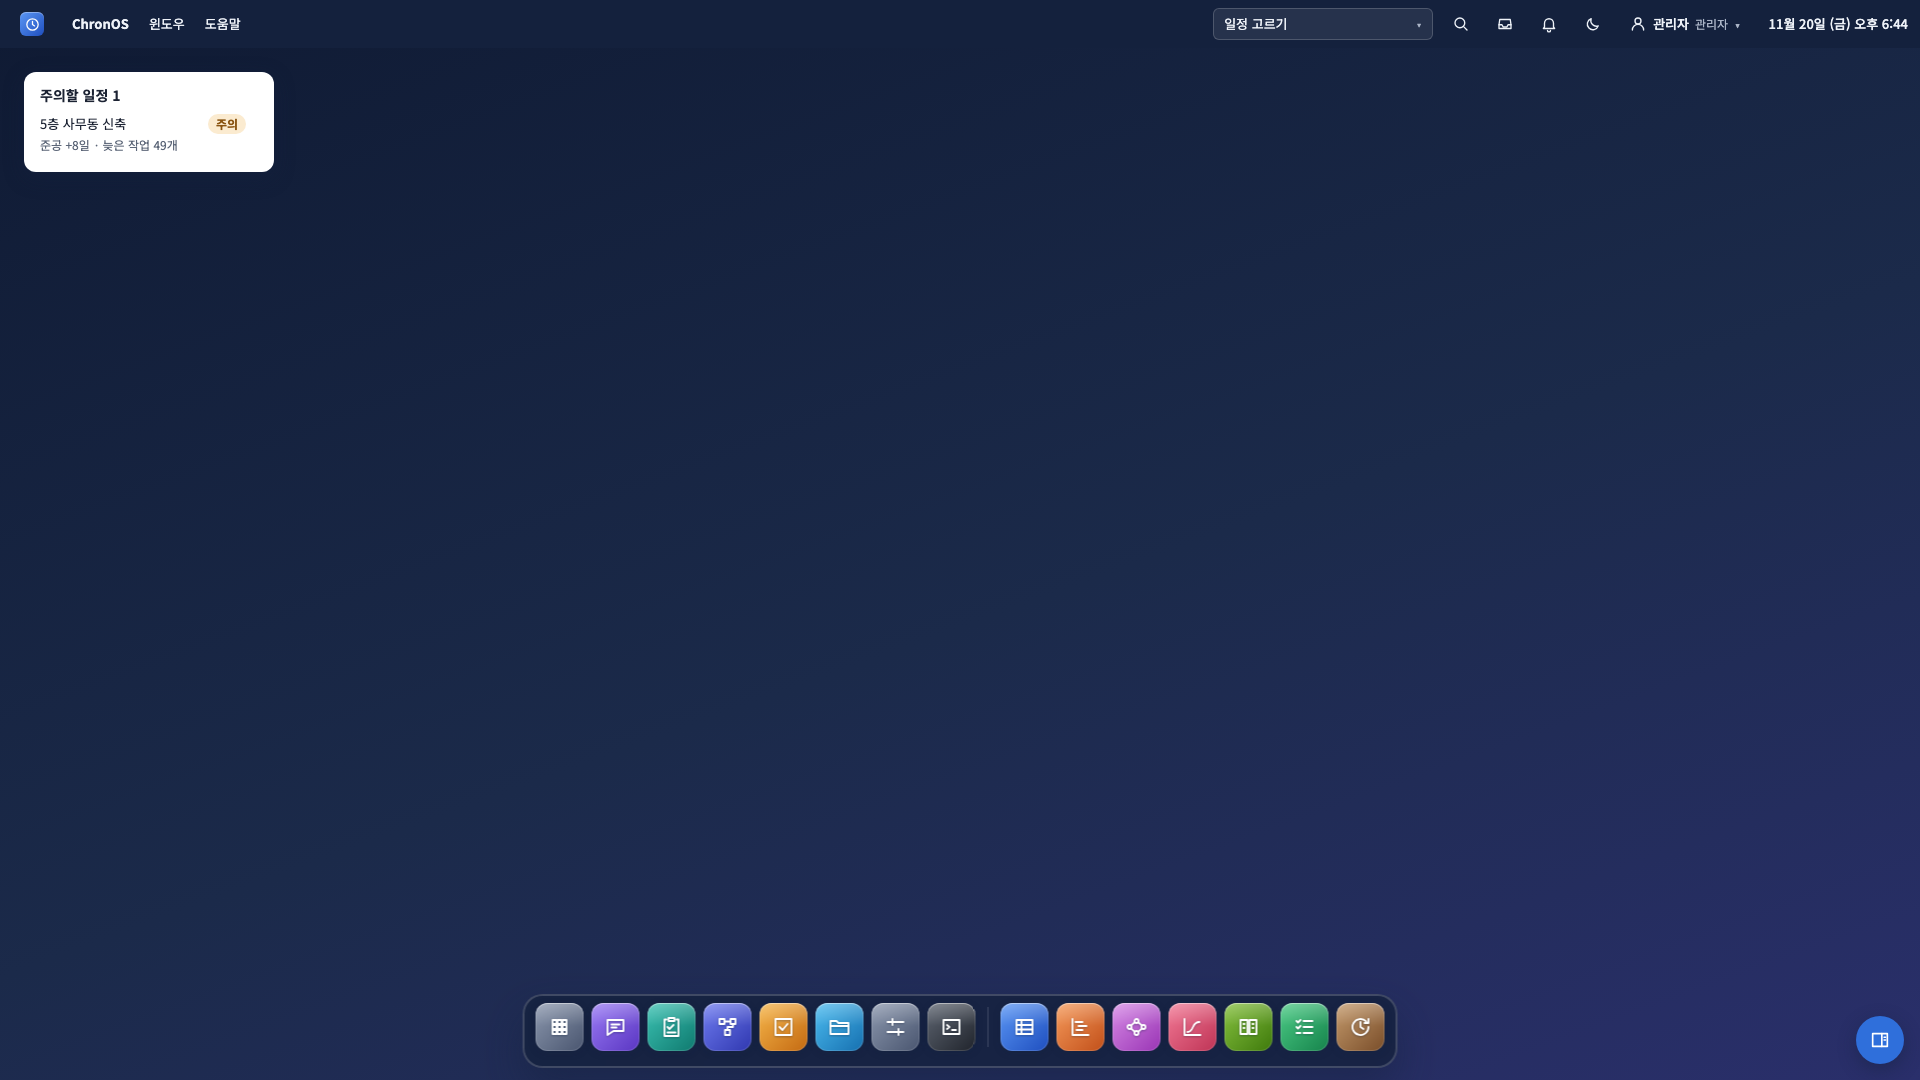 ChronOS 윈도우 도움말 일정 고르기 관리자 관리자 11월 20일 (금) 오후 6:44
주의할 일정 1
5층 사무동 신축 주의
준공 +8일 · 늦은 작업 49개